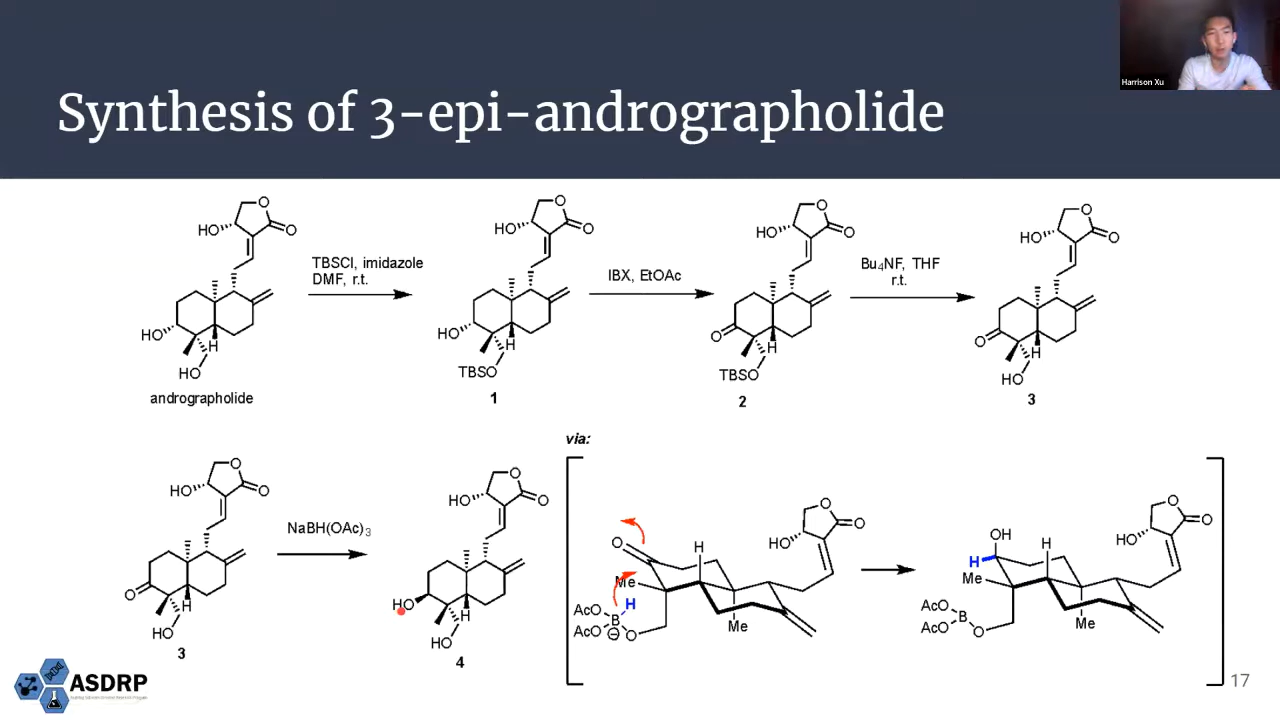 Harrison Xu
Synthesis of 3-epi-andrographolide
HO
O
O
HO
H
HO
andrographolide
TBSCl, imidazole
DMF, r.t.
HO
O
O
HO
H
TBSO
1
IBX, EtOAc
HO
O
O
O
H
TBSO
2
Bu₄NF, THF
r.t.
HO
O
O
O
H
HO
3
HO
O
O
O
H
HO
3
NaBH(OAc)₃
HO
O
O
HO
H
HO
4
via:
O
H
Me
H
AcO
B
AcO
⊖
O
Me
HO
O
O
OH
H
H
Me
AcO
B
AcO
O
Me
HO
O
O
ASDRP
17